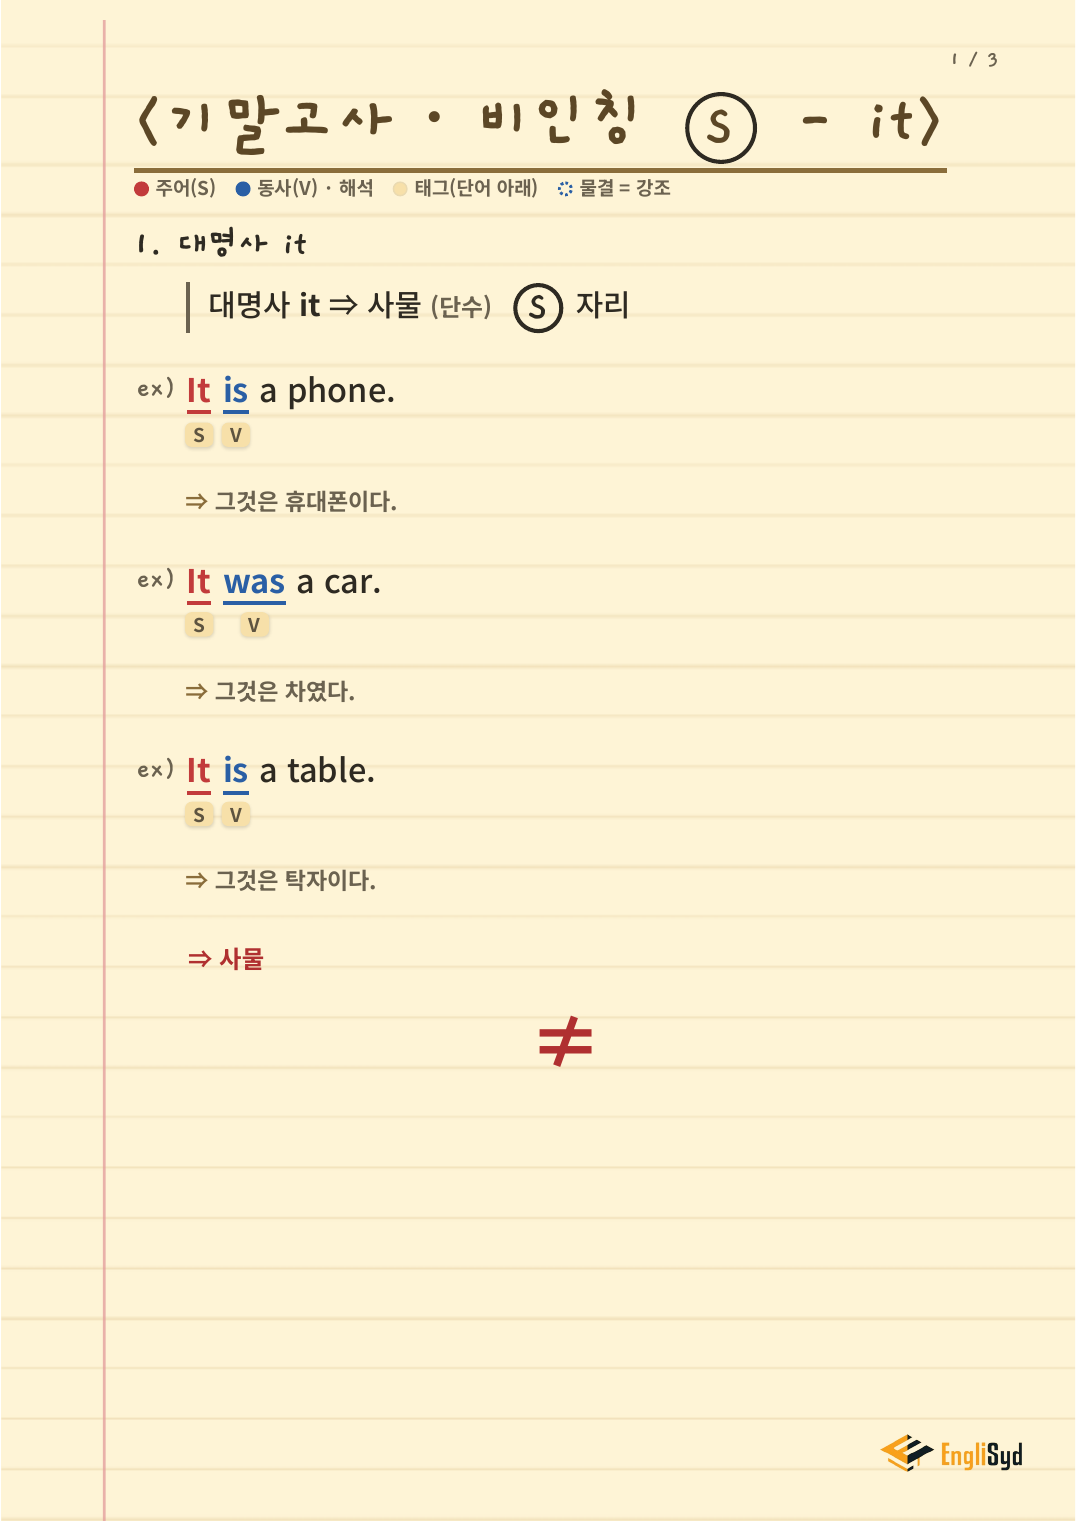 1 / 3
<기말고사 · 비인칭 Ⓢ - it>
주어(S) 동사(V) · 해석 태그(단어 아래) 물결 = 강조
1. 대명사 it
대명사 it ⇒ 사물 (단수) Ⓢ 자리
ex) It is a phone.
S V
⇒ 그것은 휴대폰이다.
ex) It was a car.
S V
⇒ 그것은 차였다.
ex) It is a table.
S V
⇒ 그것은 탁자이다.
⇒ 사물
≠
EngliSyd